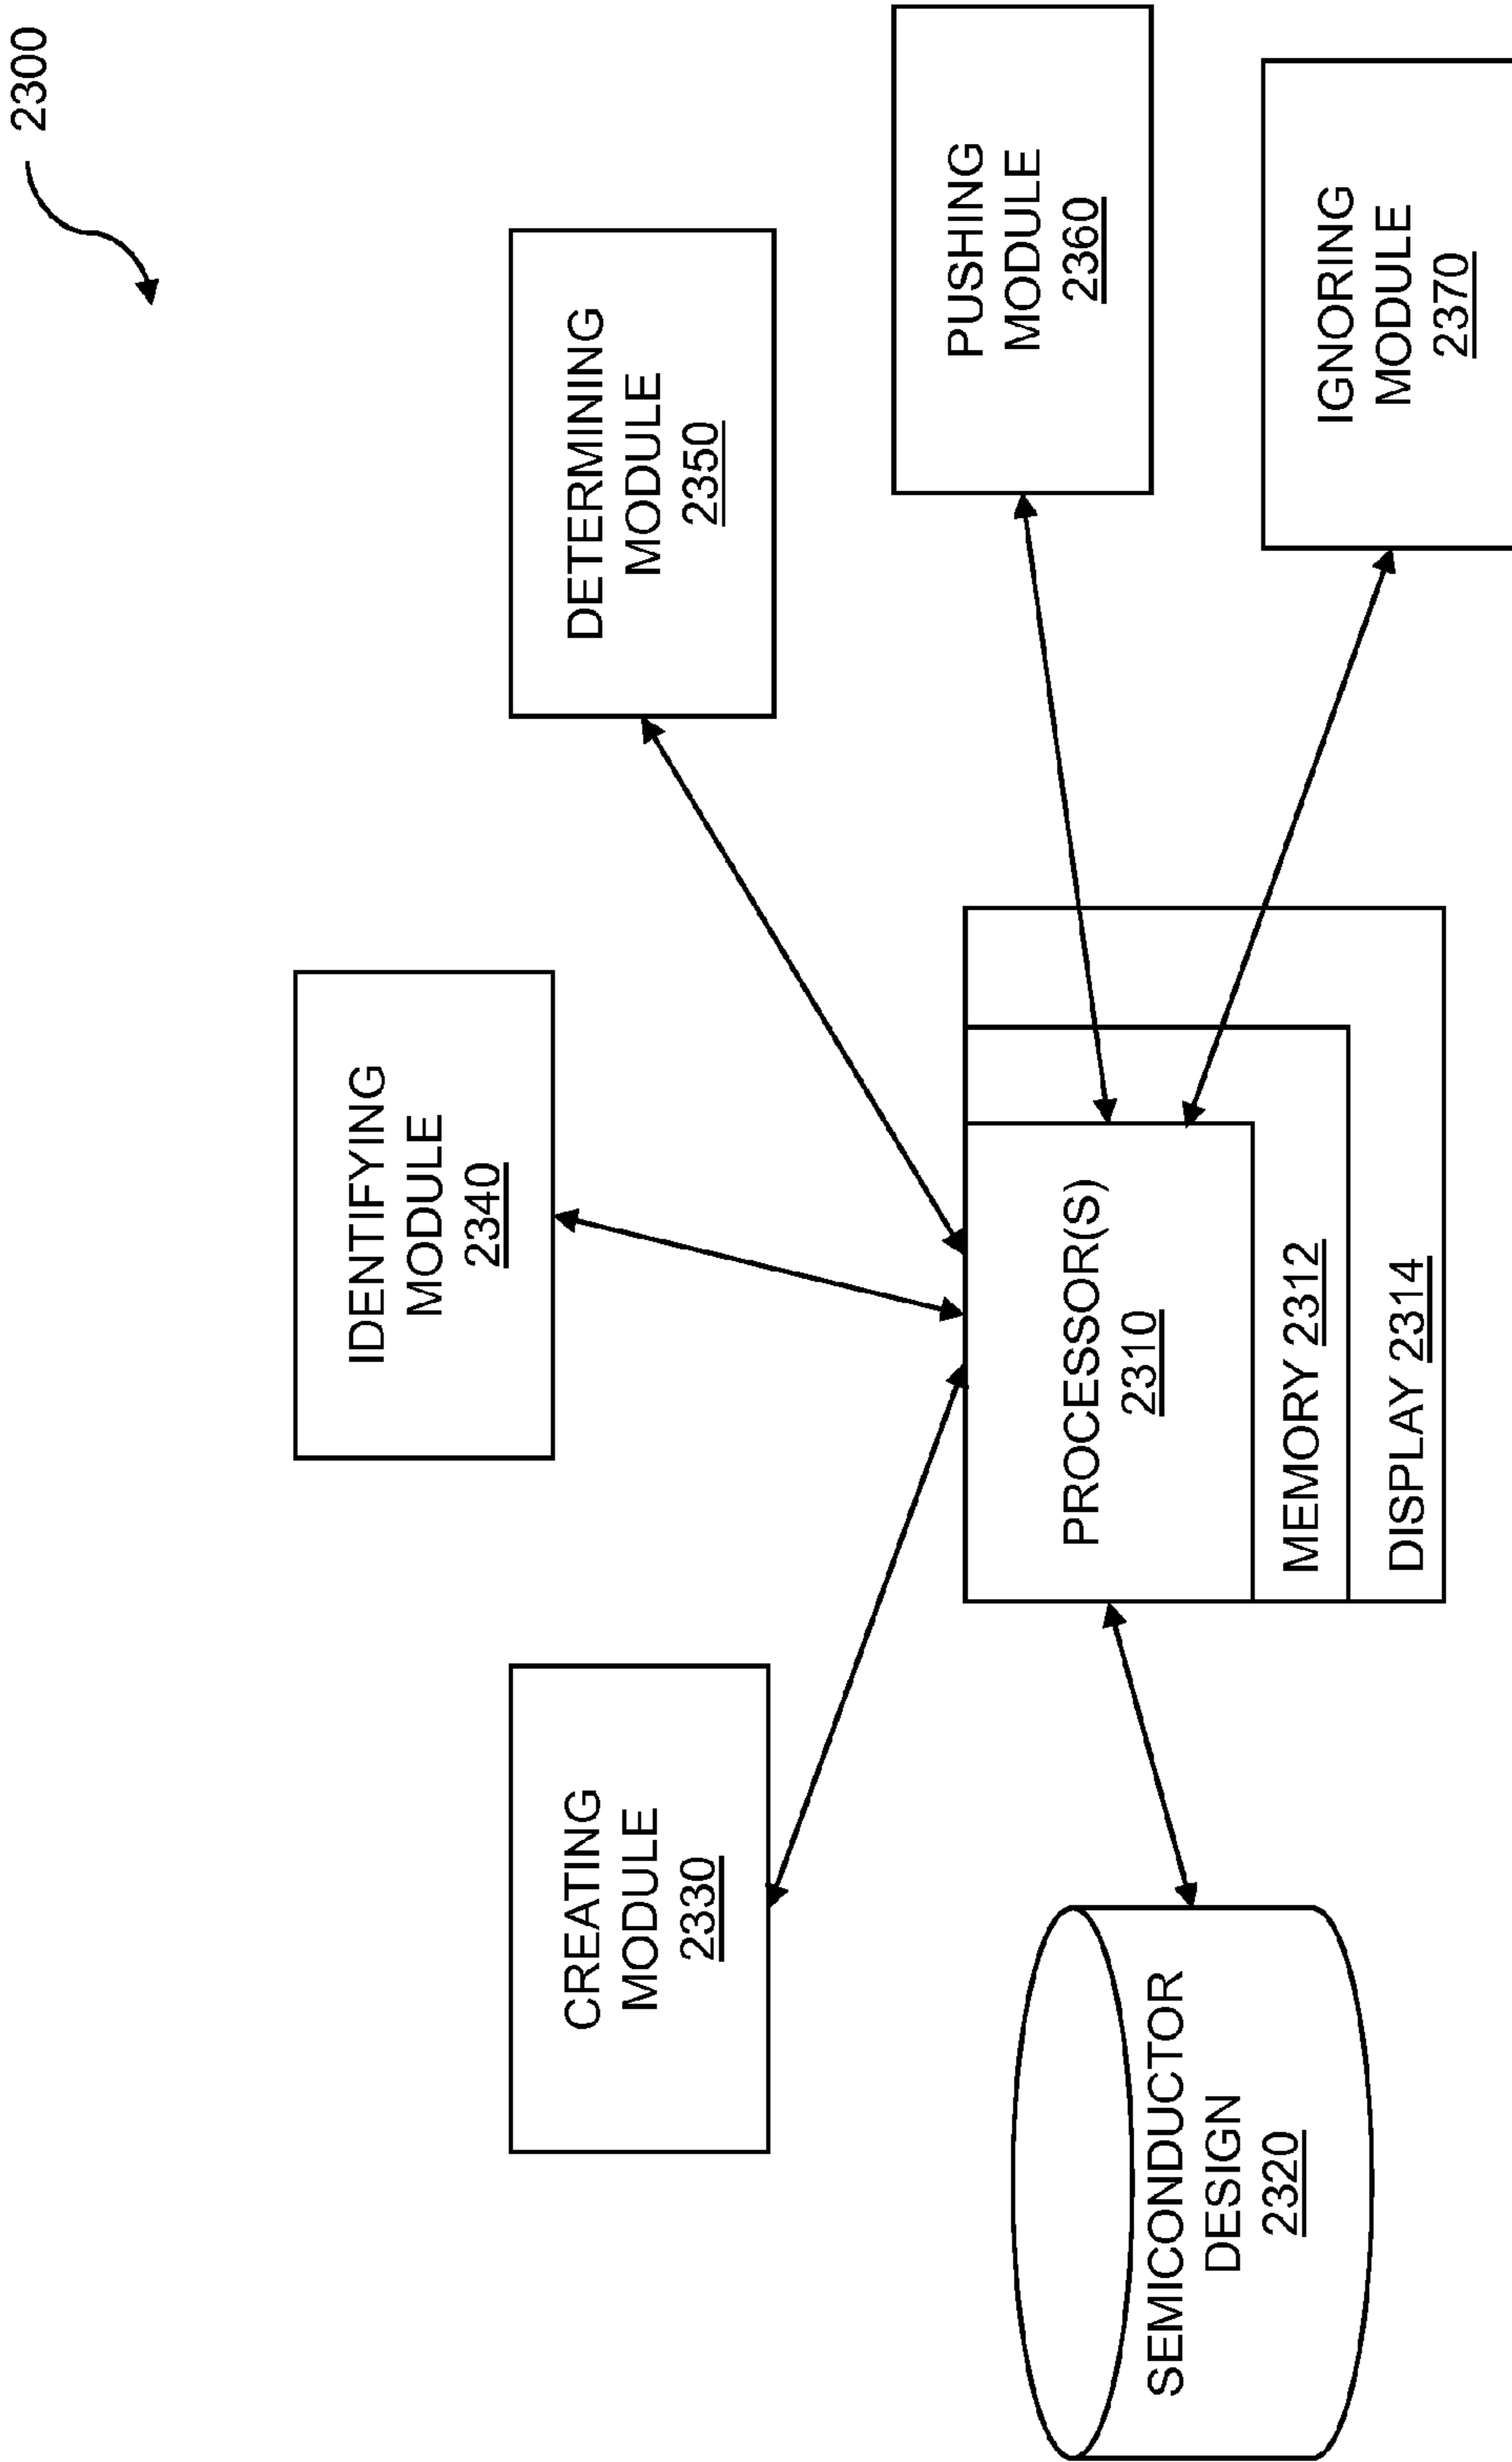 2300
IDENTIFYING
MODULE
2340
CREATING
MODULE
2330
DETERMINING
MODULE
2350
PROCESSOR(S)
2310
MEMORY 2312
DISPLAY 2314
PUSHING
MODULE
2360
SEMICONDUCTOR
DESIGN
2320
IGNORING
MODULE
2370